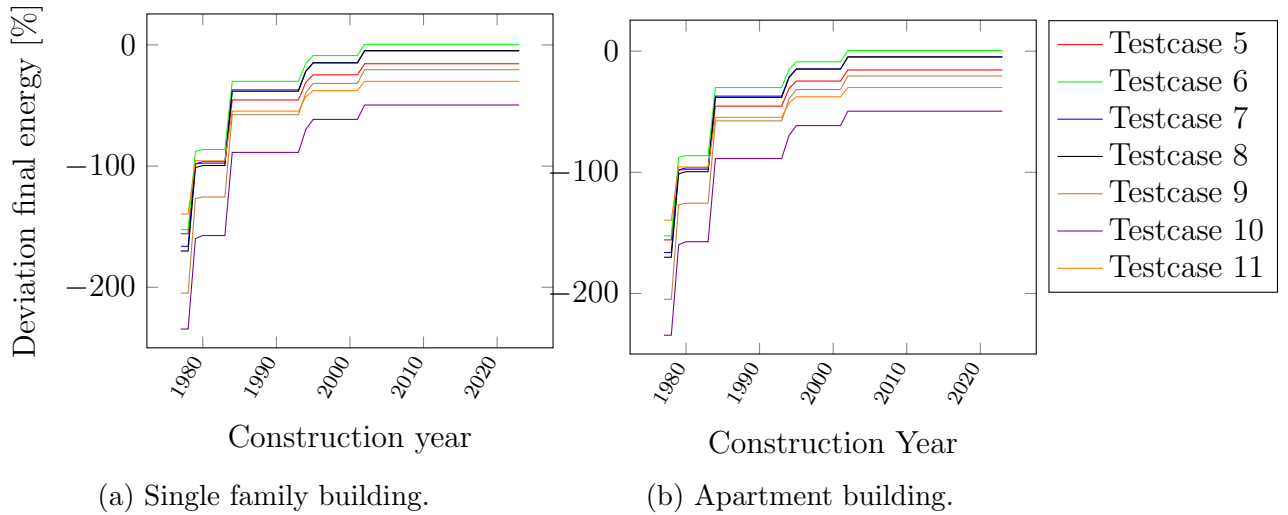 Deviation final energy [%]
0
−100
−200
1980
1990
2000
2010
2020
Construction year
(a) Single family building.
0
−100
−200
1980
1990
2000
2010
2020
Construction Year
(b) Apartment building.
Testcase 5
Testcase 6
Testcase 7
Testcase 8
Testcase 9
Testcase 10
Testcase 11